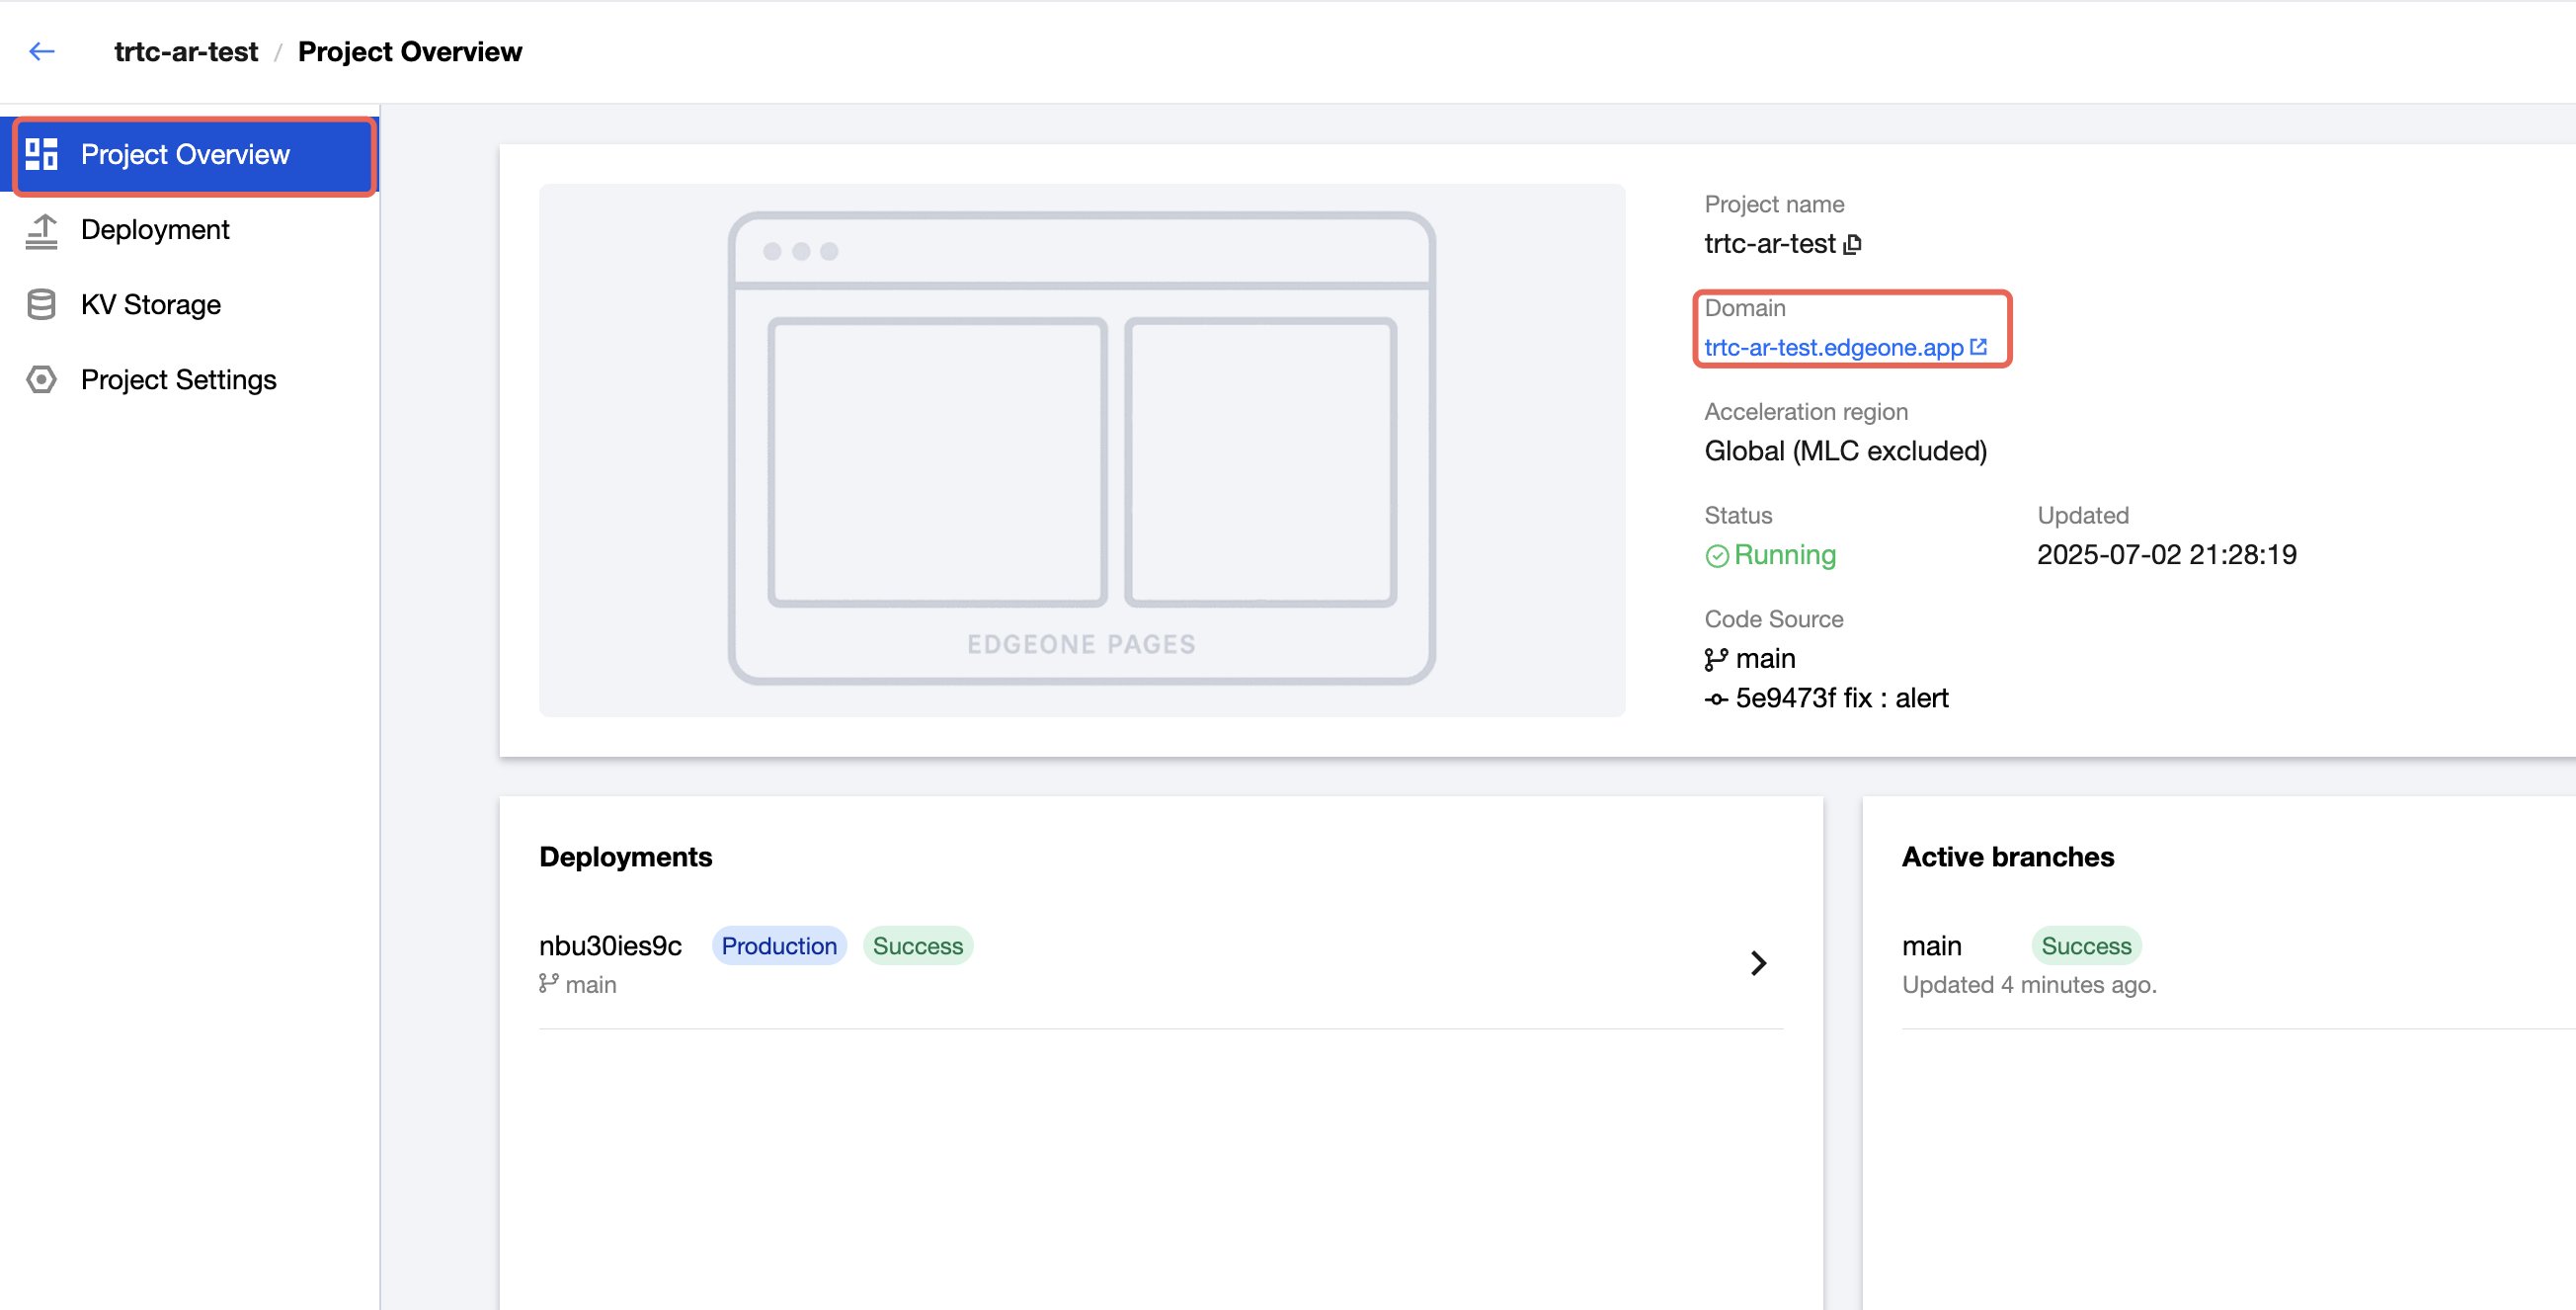 trtc-ar-test / Project Overview
Project Overview
Deployment
KV Storage
Project Settings
EDGEONE PAGES
Project name
trtc-ar-test
Domain
trtc-ar-test.edgeone.app
Acceleration region
Global (MLC excluded)
Status
Running
Updated
2025-07-02 21:28:19
Code Source
main
5e9473f fix : alert
Deployments
nbu30ies9c Production Success
main
Active branches
main Success
Updated 4 minutes ago.